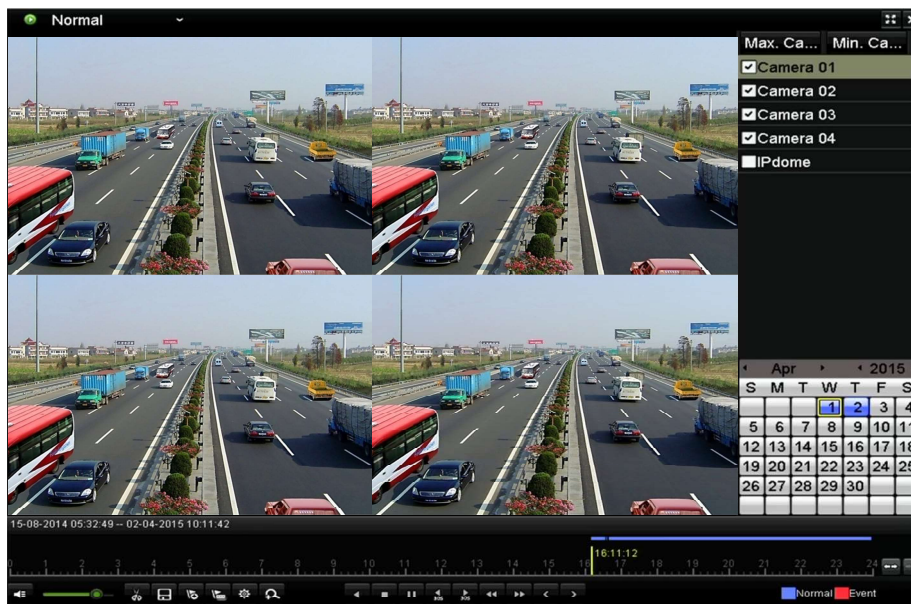 Normal
Max. Ca... Min. Ca...
Camera 01
Camera 02
Camera 03
Camera 04
IPdome
Apr 2015
S M T W T F S
1 2 3 4
5 6 7 8 9 10 11
12 13 14 15 16 17 18
19 20 21 22 23 24 25
26 27 28 29 30
15-08-2014 05:32:49 -- 02-04-2015 10:11:42
16:11:12
0 1 2 3 4 5 6 7 8 9 10 11 12 13 14 15 16 17 18 19 20 21 22 23 24
30S 30S
Normal Event